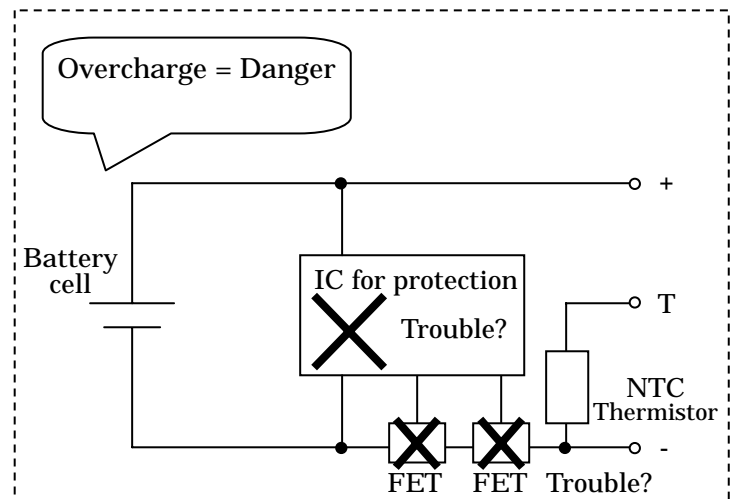 Overcharge = Danger
+
Battery
cell
IC for protection
Trouble?
T
NTC
Thermistor
-
FET
FET
Trouble?